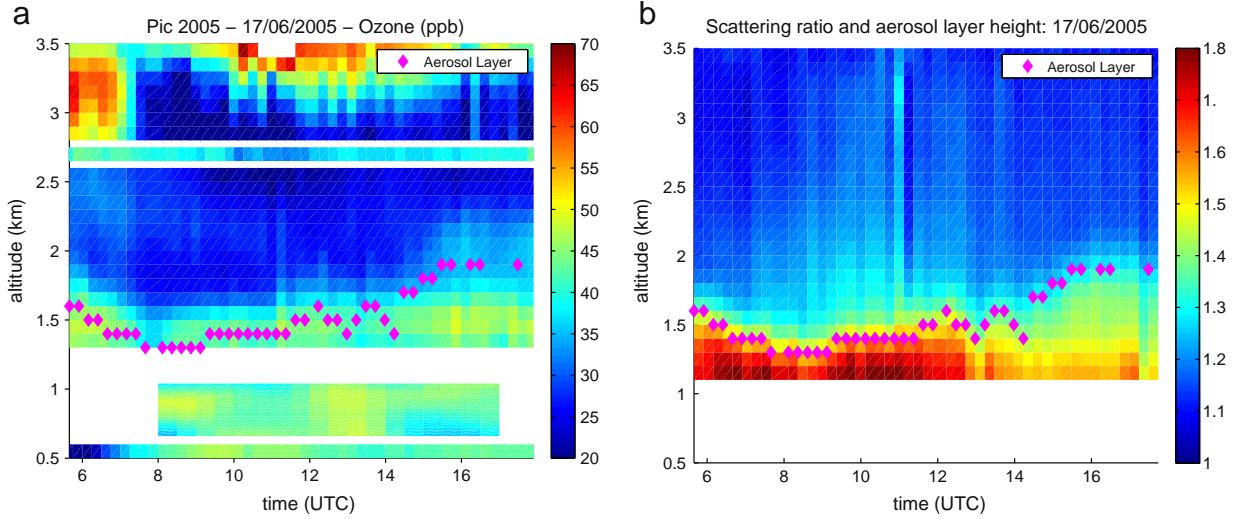 a
Pic 2005 – 17/06/2005 – Ozone (ppb)
Aerosol Layer
altitude (km)
3.5
3
2.5
2
1.5
1
0.5
6 8 10 12 14 16
time (UTC)
70
65
60
55
50
45
40
35
30
25
20
b
Scattering ratio and aerosol layer height: 17/06/2005
Aerosol Layer
altitude (km)
3.5
3
3.5
2
2.5
1
0.5
6 8 10 12 14 16
time (UTC)
1.8
1.8
1.6
1.5
1.4
1.3
1.2
1.1
1